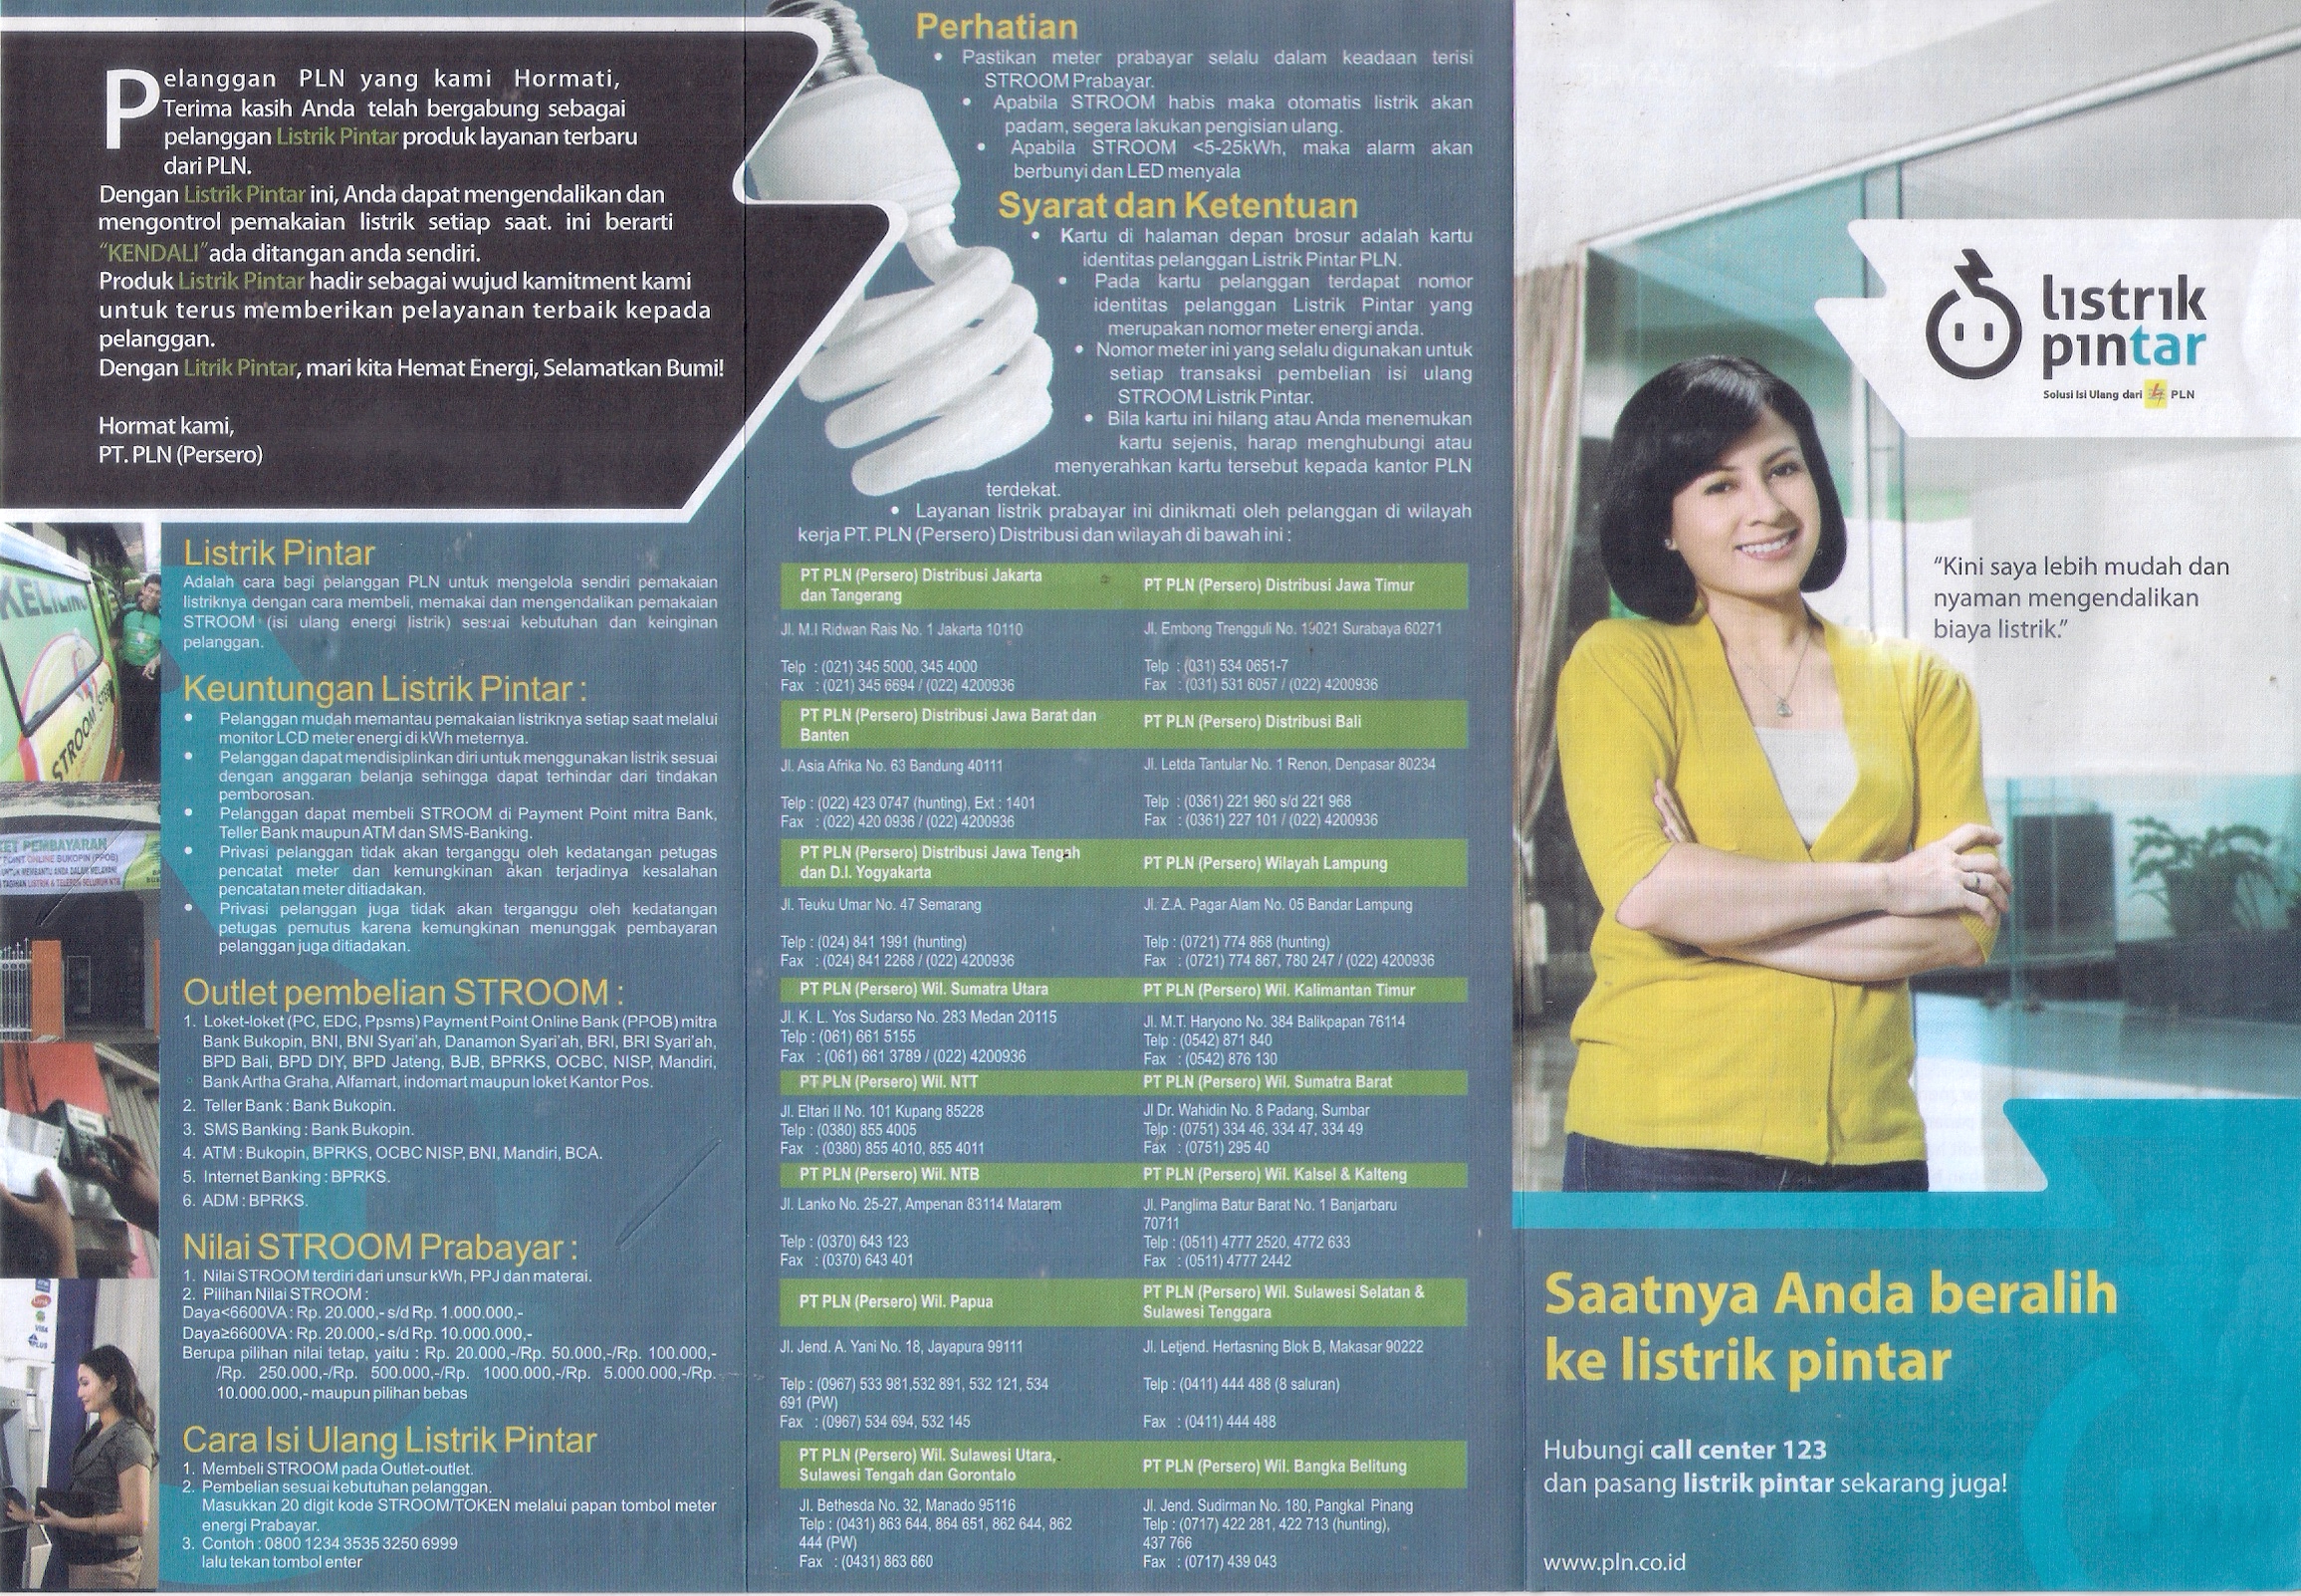 Pelanggan PLN yang kami Hormati,
Terima kasih Anda telah bergabung sebagai
pelanggan Listrik Pintar produk layanan terbaru
dari PLN.
Dengan Listrik Pintar ini, Anda dapat mengendalikan dan
mengontrol pemakaian listrik setiap saat. ini berarti
“KENDALI” ada ditangan anda sendiri.
Produk Listrik Pintar hadir sebagai wujud kamitment kami
untuk terus memberikan pelayanan terbaik kepada
pelanggan.
Dengan Litrik Pintar, mari kita Hemat Energi, Selamatkan Bumi!
Hormat kami,
PT. PLN (Persero)
KELILING
STROOM
KET PEMBAYARAN
POINT ONLINE BUKOPIN (PPOB)
UNTUK MEMBANTU ANDA DALAM MELAYANI
TAGIHAN LISTRIK & TELEPON SELURUH NTB
VISA
PLUS
Listrik Pintar
Adalah cara bagi pelanggan PLN untuk mengelola sendiri pemakaian
listriknya dengan cara membeli, memakai dan mengendalikan pemakaian
STROOM (isi ulang energi listrik) sesuai kebutuhan dan keinginan
pelanggan.
Keuntungan Listrik Pintar :
• Pelanggan mudah memantau pemakaian listriknya setiap saat melalui
monitor LCD meter energi di kWh meternya.
• Pelanggan dapat mendisiplinkan diri untuk menggunakan listrik sesuai
dengan anggaran belanja sehingga dapat terhindar dari tindakan
pemborosan.
• Pelanggan dapat membeli STROOM di Payment Point mitra Bank,
Teller Bank maupun ATM dan SMS-Banking.
• Privasi pelanggan tidak akan terganggu oleh kedatangan petugas
pencatat meter dan kemungkinan akan terjadinya kesalahan
pencatatan meter ditiadakan.
• Privasi pelanggan juga tidak akan terganggu oleh kedatangan
petugas pemutus karena kemungkinan menunggak pembayaran
pelanggan juga ditiadakan.
Outlet pembelian STROOM :
1. Loket-loket (PC, EDC, Ppsms) Payment Point Online Bank (PPOB) mitra
Bank Bukopin, BNI, BNI Syari'ah, Danamon Syari'ah, BRI, BRI Syari'ah,
BPD Bali, BPD DIY, BPD Jateng, BJB, BPRKS, OCBC, NISP, Mandiri,
Bank Artha Graha, Alfamart, indomart maupun loket Kantor Pos.
2. Teller Bank : Bank Bukopin.
3. SMS Banking : Bank Bukopin.
4. ATM : Bukopin, BPRKS, OCBC NISP, BNI, Mandiri, BCA.
5. Internet Banking : BPRKS.
6. ADM : BPRKS.
Nilai STROOM Prabayar :
1. Nilai STROOM terdiri dari unsur kWh, PPJ dan materai.
2. Pilihan Nilai STROOM :
Daya<6600VA : Rp. 20.000,- s/d Rp. 1.000.000,-
Daya≥6600VA : Rp. 20.000,- s/d Rp. 10.000.000,-
Berupa pilihan nilai tetap, yaitu : Rp. 20.000,-/Rp. 50.000,-/Rp. 100.000,-
/Rp. 250.000,-/Rp. 500.000,-/Rp. 1000.000,-/Rp. 5.000.000,-/Rp.
10.000.000,- maupun pilihan bebas
Cara Isi Ulang Listrik Pintar
1. Membeli STROOM pada Outlet-outlet.
2. Pembelian sesuai kebutuhan pelanggan.
Masukkan 20 digit kode STROOM/TOKEN melalui papan tombol meter
energi Prabayar.
3. Contoh : 0800 1234 3535 3250 6999
lalu tekan tombol enter
Perhatian
• Pastikan meter prabayar selalu dalam keadaan terisi
STROOM Prabayar.
• Apabila STROOM habis maka otomatis listrik akan
padam, segera lakukan pengisian ulang.
• Apabila STROOM <5-25kWh, maka alarm akan
berbunyi dan LED menyala
Syarat dan Ketentuan
• Kartu di halaman depan brosur adalah kartu
identitas pelanggan Listrik Pintar PLN.
• Pada kartu pelanggan terdapat nomor
identitas pelanggan Listrik Pintar yang
merupakan nomor meter energi anda.
• Nomor meter ini yang selalu digunakan untuk
setiap transaksi pembelian isi ulang
STROOM Listrik Pintar.
• Bila kartu ini hilang atau Anda menemukan
kartu sejenis, harap menghubungi atau
menyerahkan kartu tersebut kepada kantor PLN
terdekat.
• Layanan listrik prabayar ini dinikmati oleh pelanggan di wilayah
kerja PT. PLN (Persero) Distribusi dan wilayah di bawah ini :
PT PLN (Persero) Distribusi Jakarta
dan Tangerang
Jl. M.I Ridwan Rais No. 1 Jakarta 10110
Telp : (021) 345 5000, 345 4000
Fax : (021) 345 6694 / (022) 4200936
PT PLN (Persero) Distribusi Jawa Timur
Jl. Embong Trengguli No. 19021 Surabaya 60271
Telp : (031) 534 0651-7
Fax : (031) 531 6057 / (022) 4200936
PT PLN (Persero) Distribusi Jawa Barat dan
Banten
Jl. Asia Afrika No. 63 Bandung 40111
Telp : (022) 423 0747 (hunting), Ext : 1401
Fax : (022) 420 0936 / (022) 4200936
PT PLN (Persero) Distribusi Bali
Jl. Letda Tantular No. 1 Renon, Denpasar 80234
Telp : (0361) 221 960 s/d 221 968
Fax : (0361) 227 101 / (022) 4200936
PT PLN (Persero) Distribusi Jawa Tengah
dan D.I. Yogyakarta
Jl. Teuku Umar No. 47 Semarang
Telp : (024) 841 1991 (hunting)
Fax : (024) 841 2268 / (022) 4200936
PT PLN (Persero) Wilayah Lampung
Jl. Z.A. Pagar Alam No. 05 Bandar Lampung
Telp : (0721) 774 868 (hunting)
Fax : (0721) 774 867, 780 247 / (022) 4200936
PT PLN (Persero) Wil. Sumatra Utara
Jl. K. L. Yos Sudarso No. 283 Medan 20115
Telp : (061) 661 5155
Fax : (061) 661 3789 / (022) 4200936
PT PLN (Persero) Wil. Kalimantan Timur
Jl. M.T. Haryono No. 384 Balikpapan 76114
Telp : (0542) 871 840
Fax : (0542) 876 130
PT PLN (Persero) Wil. NTT
Jl. Eltari II No. 101 Kupang 85228
Telp : (0380) 855 4005
Fax : (0380) 855 4010, 855 4011
PT PLN (Persero) Wil. Sumatra Barat
Jl Dr. Wahidin No. 8 Padang, Sumbar
Telp : (0751) 334 46, 334 47, 334 49
Fax : (0751) 295 40
PT PLN (Persero) Wil. NTB
Jl. Lanko No. 25-27, Ampenan 83114 Mataram
Telp : (0370) 643 123
Fax : (0370) 643 401
PT PLN (Persero) Wil. Kalsel & Kalteng
Jl. Panglima Batur Barat No. 1 Banjarbaru
70711
Telp : (0511) 4777 2520, 4772 633
Fax : (0511) 4777 2442
PT PLN (Persero) Wil. Papua
Jl. Jend. A. Yani No. 18, Jayapura 99111
Telp : (0967) 533 981,532 891, 532 121, 534
691 (PW)
Fax : (0967) 534 694, 532 145
PT PLN (Persero) Wil. Sulawesi Selatan &
Sulawesi Tenggara
Jl. Letjend. Hertasning Blok B, Makasar 90222
Telp : (0411) 444 488 (8 saluran)
Fax : (0411) 444 488
PT PLN (Persero) Wil. Sulawesi Utara,
Sulawesi Tengah dan Gorontalo
Jl. Bethesda No. 32, Manado 95116
Telp : (0431) 863 644, 864 651, 862 644, 862
444 (PW)
Fax : (0431) 863 660
PT PLN (Persero) Wil. Bangka Belitung
Jl. Jend. Sudirman No. 180, Pangkal Pinang
Telp : (0717) 422 281, 422 713 (hunting),
437 766
Fax : (0717) 439 043
listrik
pintar
Solusi Isi Ulang dari PLN
“Kini saya lebih mudah dan
nyaman mengendalikan
biaya listrik.”
Saatnya Anda beralih
ke listrik pintar
Hubungi call center 123
dan pasang listrik pintar sekarang juga!
www.pln.co.id